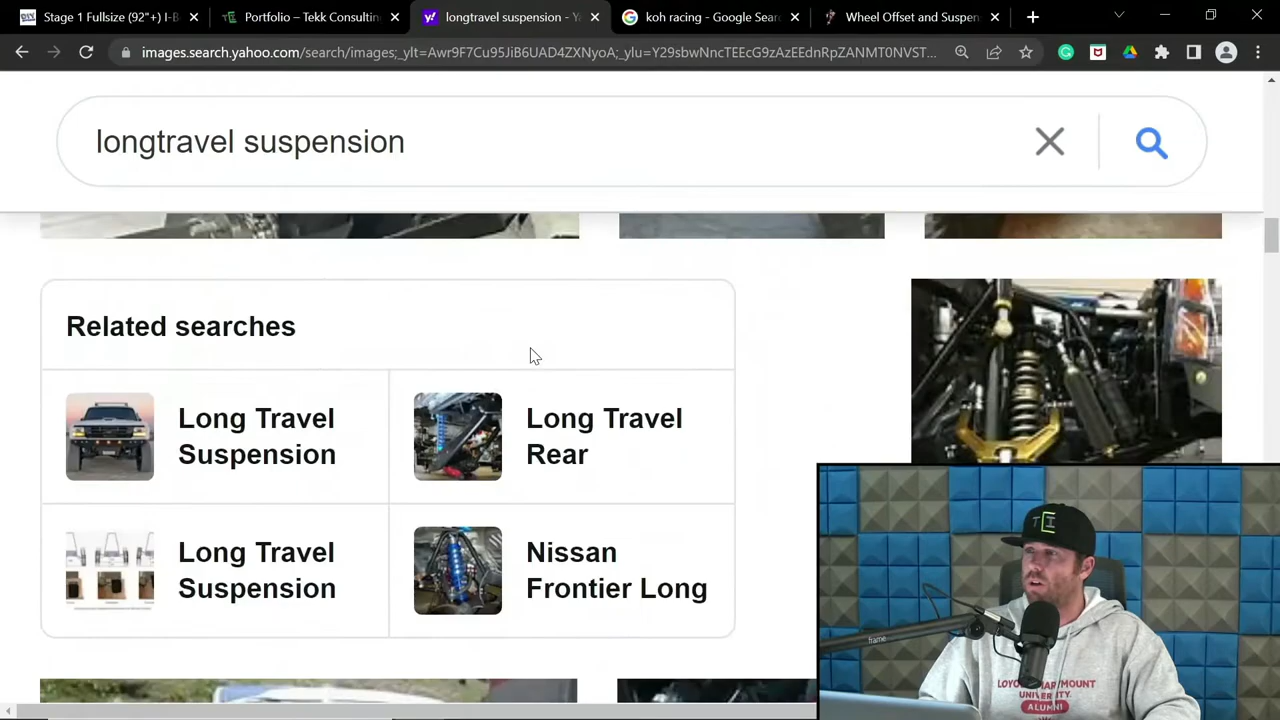 Stage 1 Fullsize (92"+) I-B
Portfolio – Tekk Consulting
longtravel suspension - Y
koh racing - Google Sear
Wheel Offset and Suspen
images.search.yahoo.com/search/images;_ylt=Awr9F7Cu95JiB6UAD4ZXNyoA;_ylu=Y29sbwNncTEEcG9zAzEEdnRpZANMT0NVST...
longtravel suspension
Related searches
Long Travel
Suspension
Long Travel
Rear
Long Travel
Suspension
Nissan
Frontier Long
frame
LOYOLA MARYMOUNT
UNIVERSITY
ALUMNI